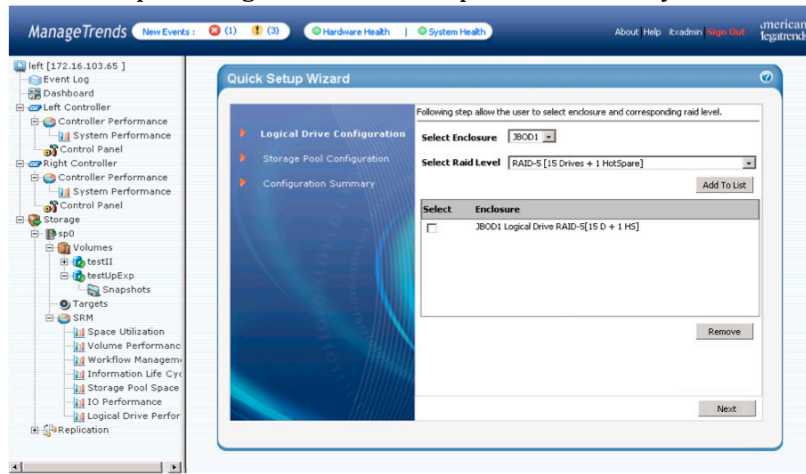 ManageTrends New Events : (1) (3) Hardware Health | System Health About Help itxadmin Sign Out
left [172.16.103.65 ]
Event Log
Dashboard
Left Controller
Controller Performance
System Performance
Control Panel
Right Controller
Controller Performance
System Performance
Control Panel
Storage
sp0
Volumes
testII
testUpExp
Snapshots
Targets
SRM
Space Utilization
Volume Performanc
Workflow Managem
Information Life Cy
Storage Pool Space
IO Performance
Logical Drive Perfor
Replication
Quick Setup Wizard
Logical Drive Configuration
Storage Pool Configuration
Configuration Summary
Following step allow the user to select enclosure and corresponding raid level.
Select Enclosure JBOD1
Select Raid Level RAID-5 [15 Drives + 1 HotSpare]
Add To List
Select Enclosure
JBOD1 Logical Drive RAID-5[15 D + 1 HS]
Remove
Next